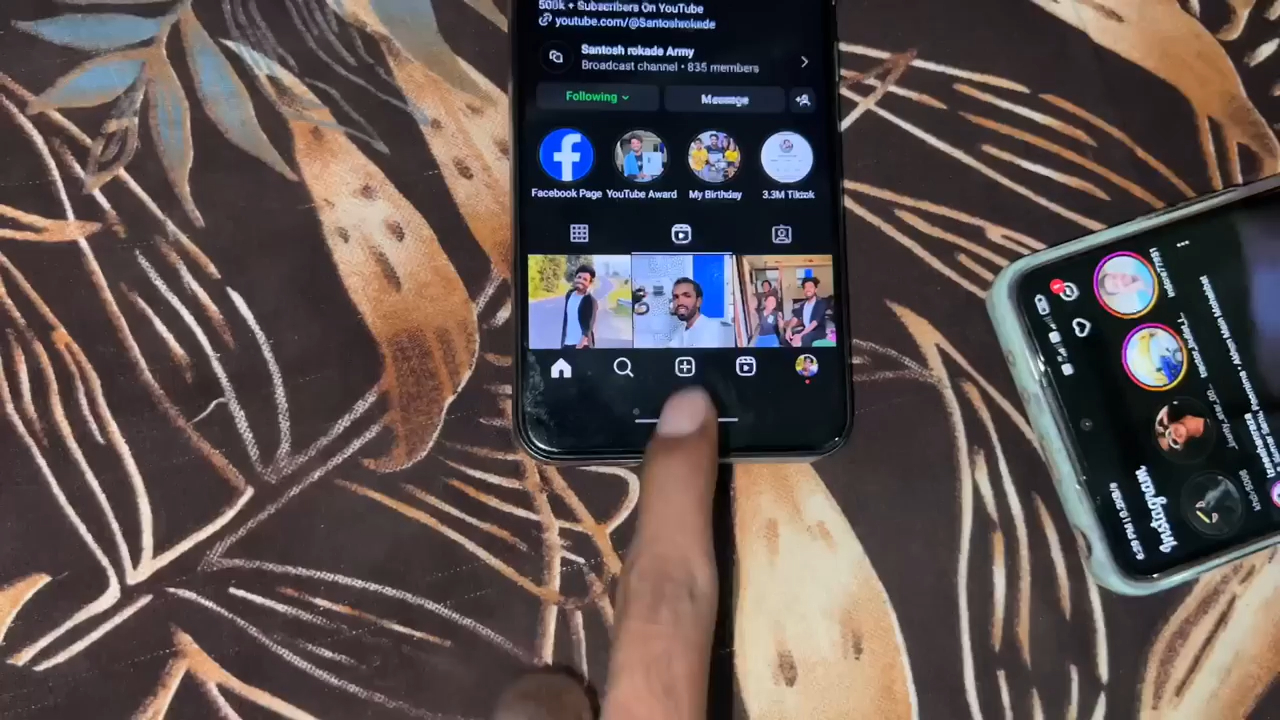 500k + Subscribers On YouTube
youtube.com/@Santoshrokade
Santosh rokade Army
Broadcast channel • 835 members
Following
Message
Facebook Page
YouTube Award
My Birthday
3.3M Tiktok
Instagram